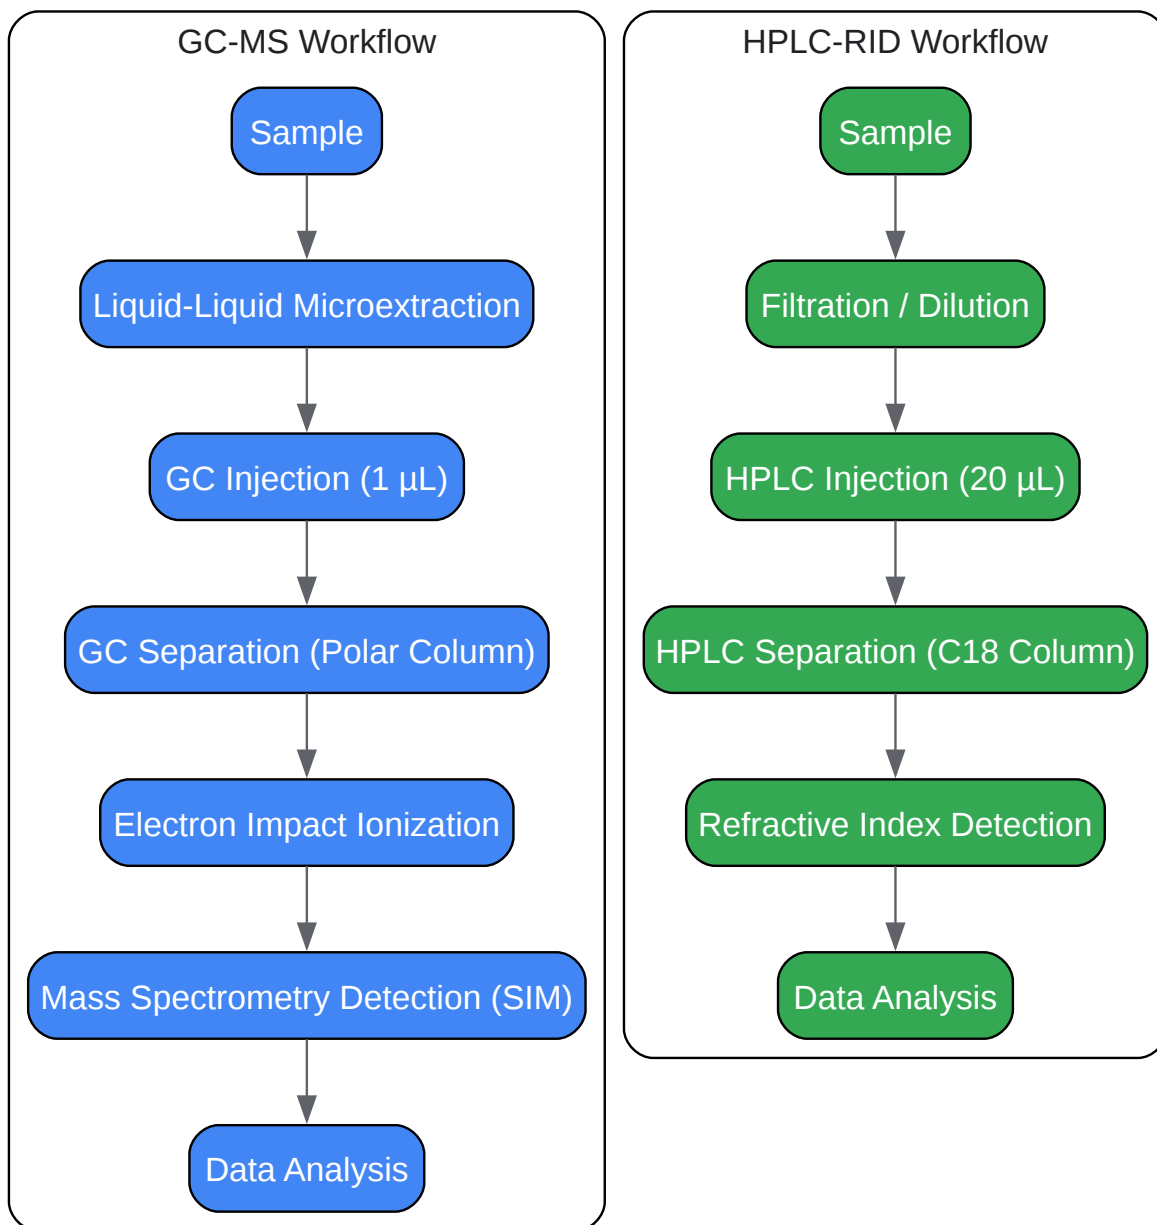 GC-MS Workflow
Sample
Liquid-Liquid Microextraction
GC Injection (1 µL)
GC Separation (Polar Column)
Electron Impact Ionization
Mass Spectrometry Detection (SIM)
Data Analysis
HPLC-RID Workflow
Sample
Filtration / Dilution
HPLC Injection (20 µL)
HPLC Separation (C18 Column)
Refractive Index Detection
Data Analysis